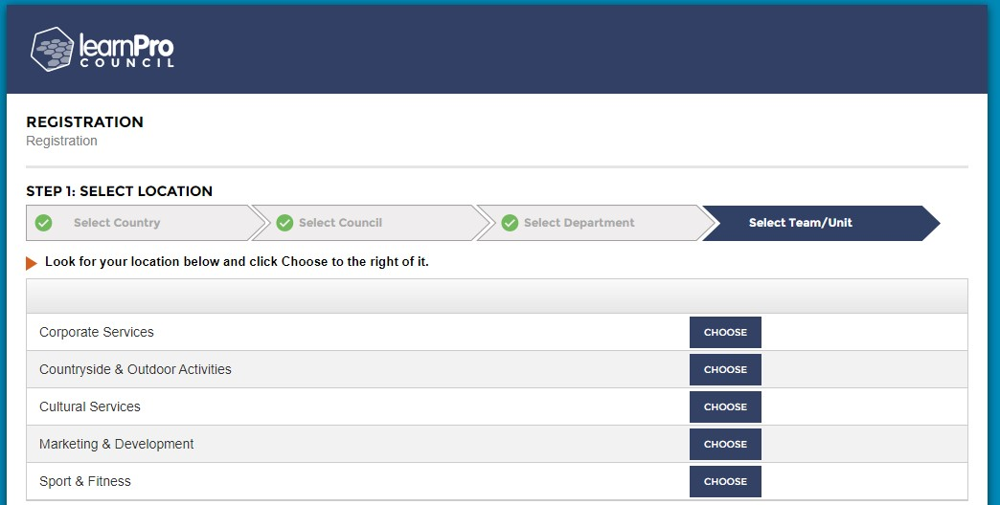 learnPro
COUNCIL
REGISTRATION
Registration
STEP 1: SELECT LOCATION
Select Country Select Council Select Department Select Team/Unit
Look for your location below and click Choose to the right of it.
Corporate Services CHOOSE
Countryside & Outdoor Activities CHOOSE
Cultural Services CHOOSE
Marketing & Development CHOOSE
Sport & Fitness CHOOSE